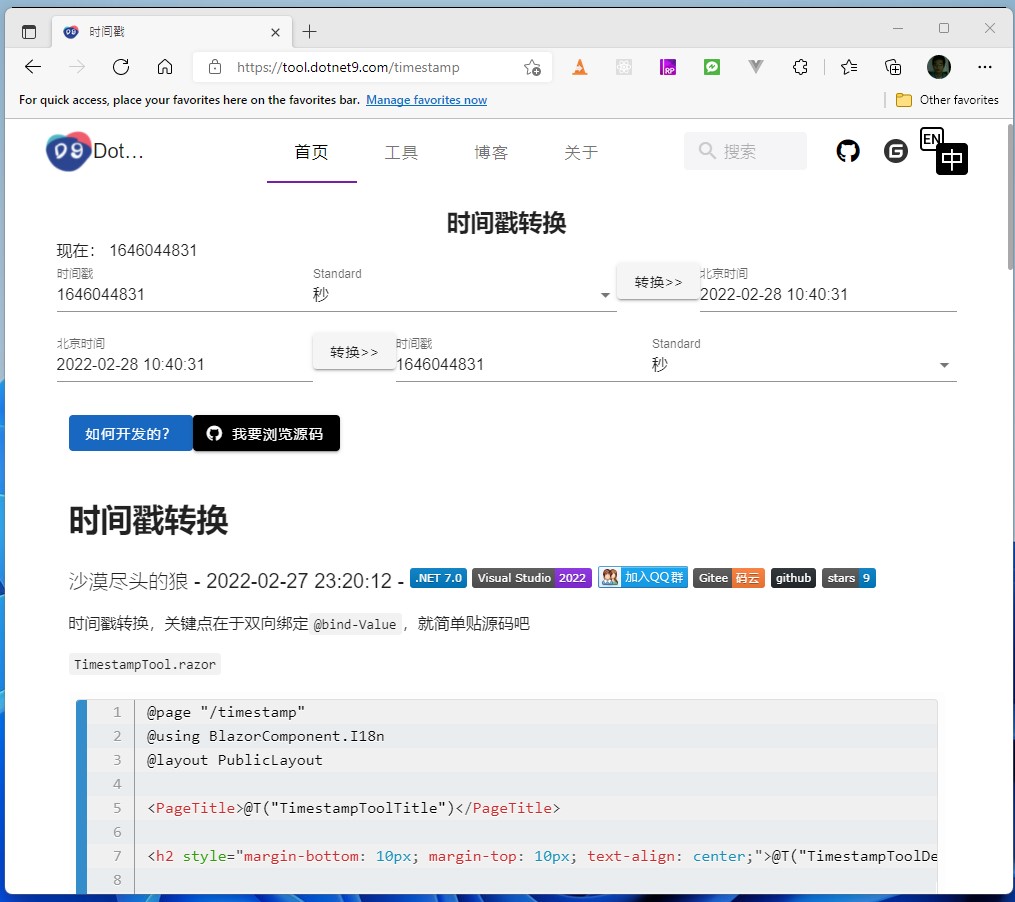 时间戳
https://tool.dotnet9.com/timestamp
RP
For quick access, place your favorites here on the favorites bar. Manage favorites now
Other favorites
D9 Dot... 首页 工具 博客 关于 搜索 G EN 中
时间戳转换
现在: 1646044831
时间戳 Standard 北京时间
1646044831 秒 转换>> 2022-02-28 10:40:31
北京时间 时间戳 Standard
2022-02-28 10:40:31 转换>> 1646044831 秒
如何开发的? 我要浏览源码
时间戳转换
沙漠尽头的狼 - 2022-02-27 23:20:12 - .NET 7.0 Visual Studio 2022 加入QQ群 Gitee 码云 github stars 9
时间戳转换，关键点在于双向绑定 @bind-Value ，就简单贴源码吧
TimestampTool.razor
1 @page "/timestamp"
2 @using BlazorComponent.I18n
3 @layout PublicLayout
4
5 <PageTitle>@T("TimestampToolTitle")</PageTitle>
6
7 <h2 style="margin-bottom: 10px; margin-top: 10px; text-align: center;">@T("TimestampToolDe
8